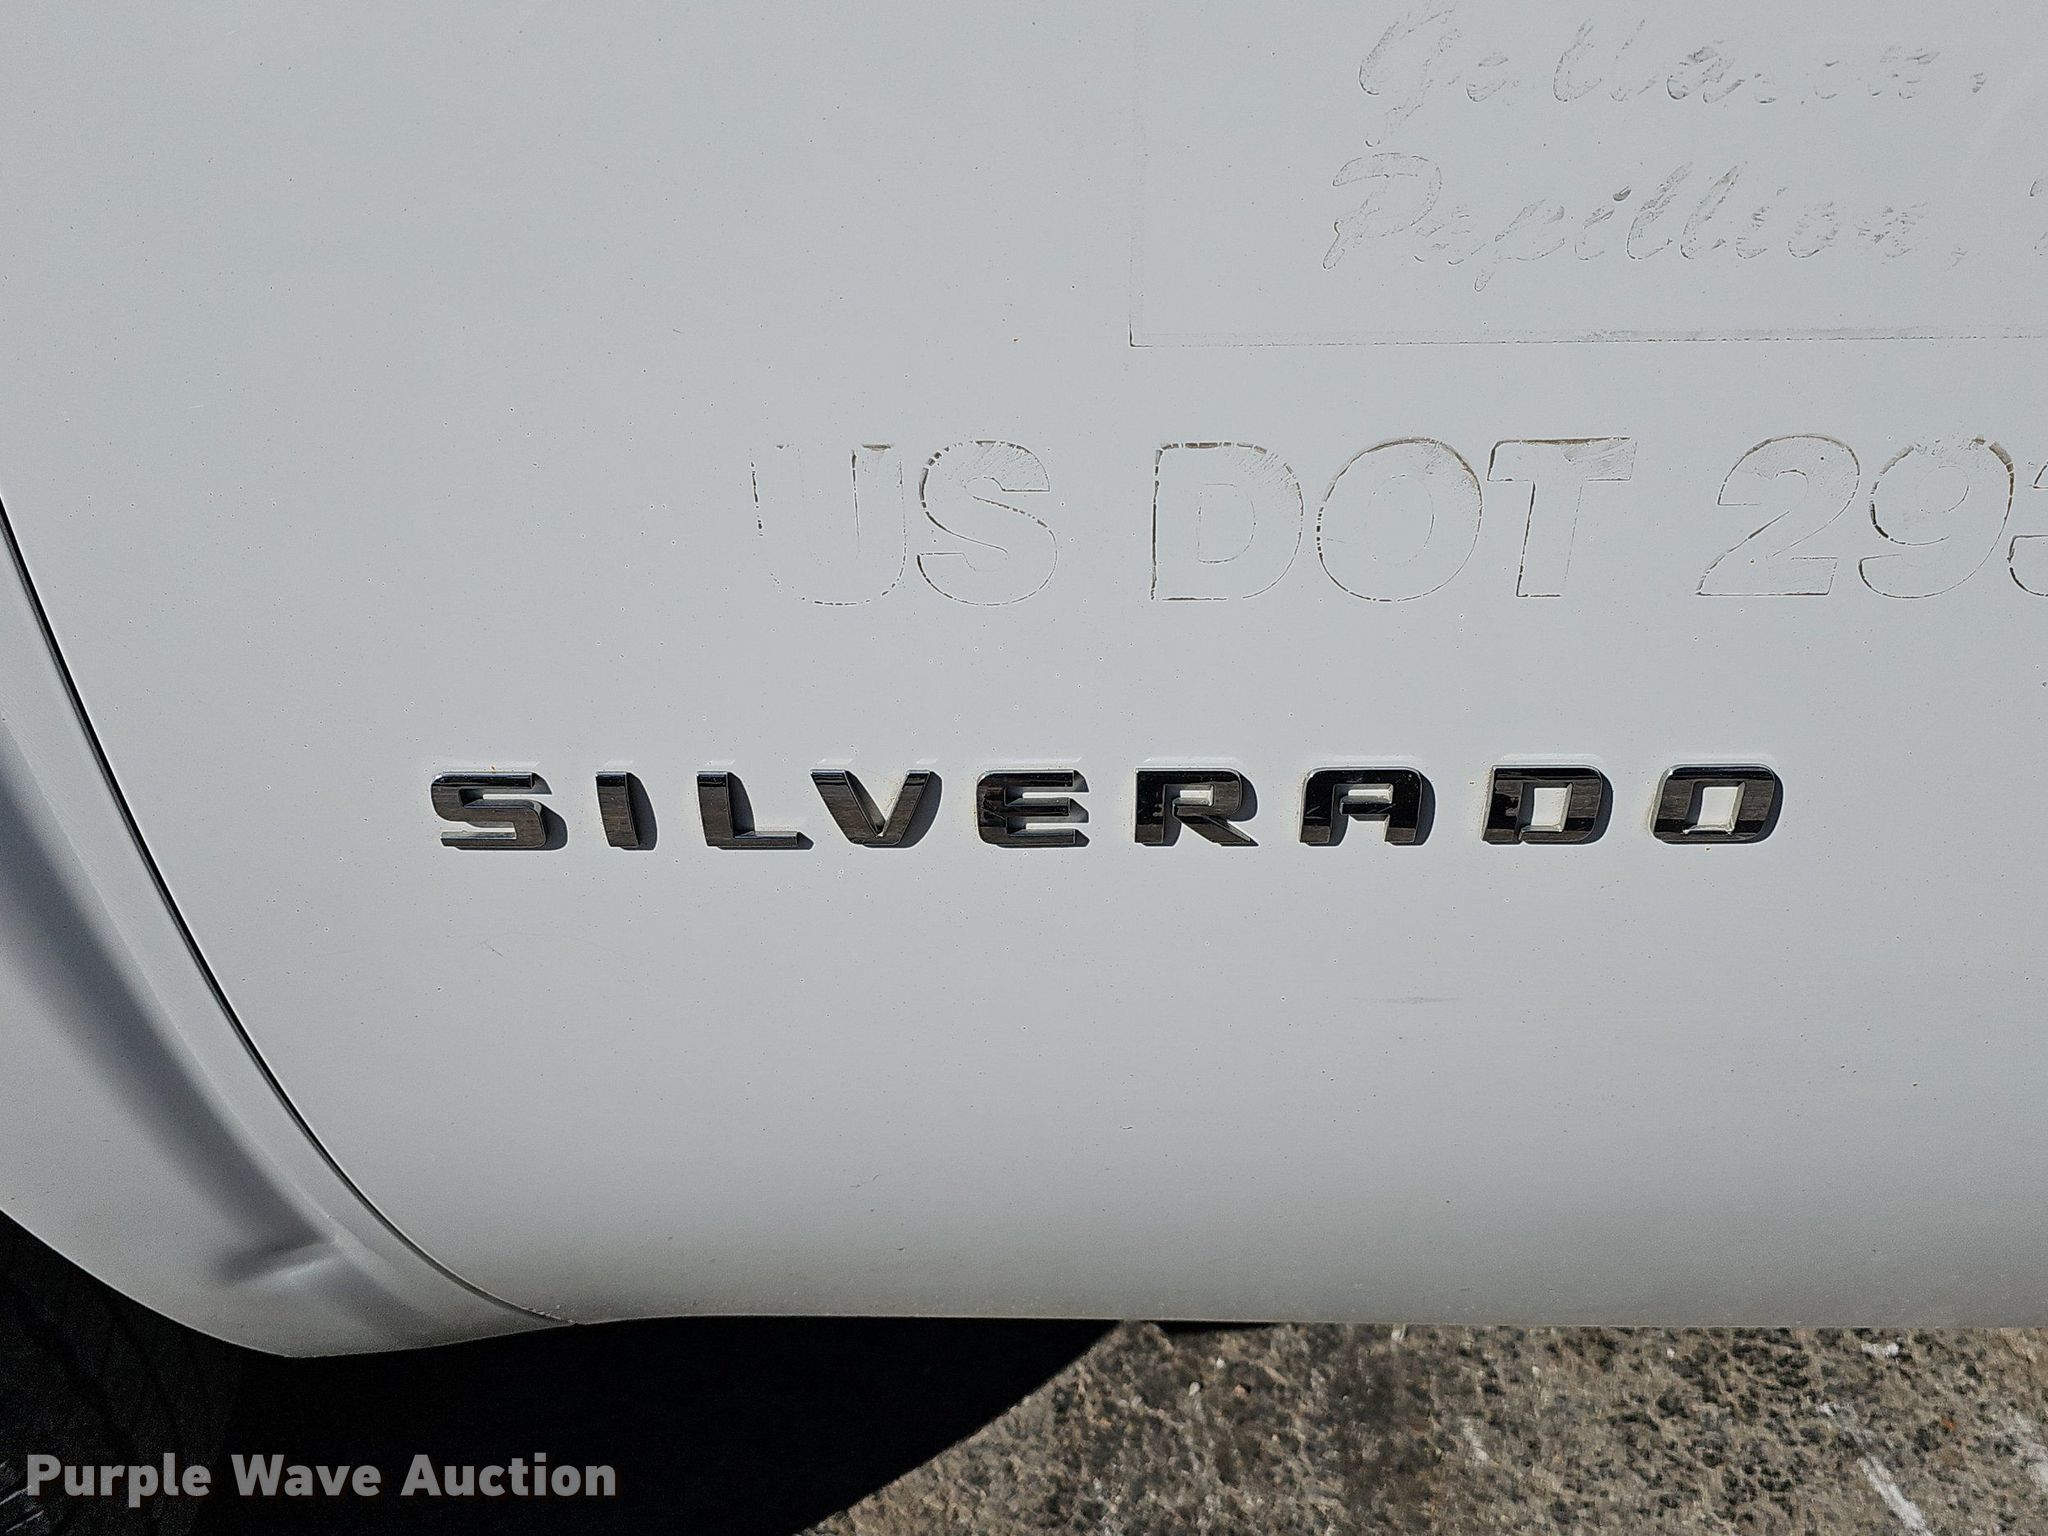 Papillion,
US DOT 29
SILVERADO
Purple Wave Auction